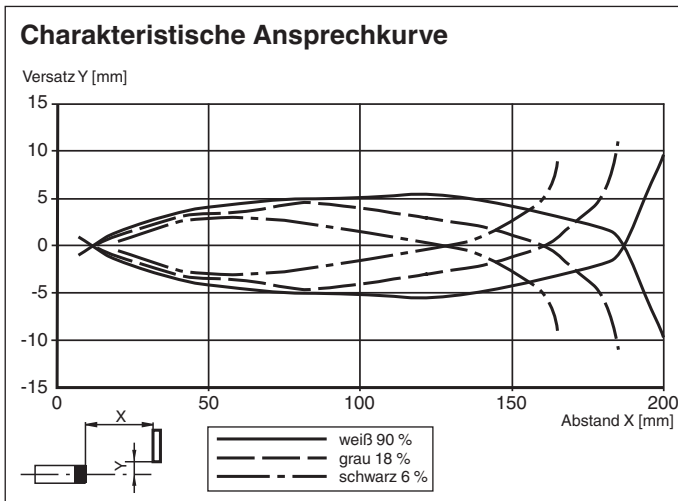 Charakteristische Ansprechkurve
Versatz Y [mm]
15
10
5
0
-5
-10
-15
0 50 100 150 200
Abstand X [mm]
X
Y
weiß 90 %
grau 18 %
schwarz 6 %